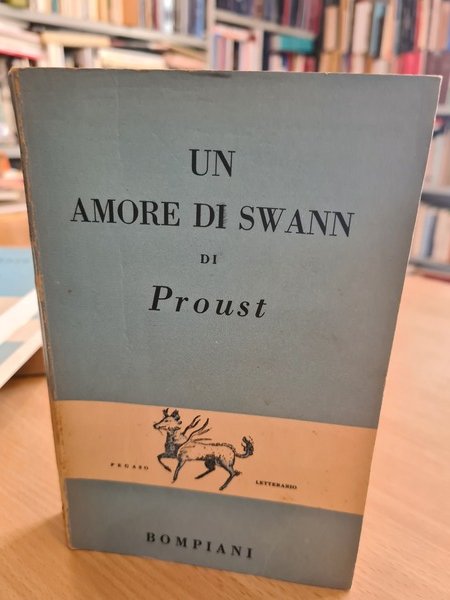 UN
AMORE DI SWANN
DI
Proust
PEGASO
LETTERARIO
BOMPIANI